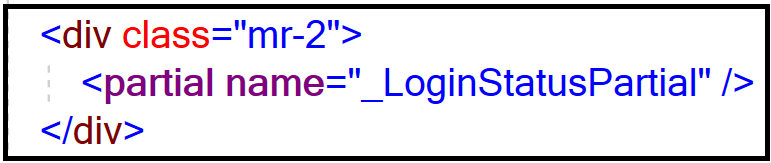 <div class="mr-2">
<partial name="_LoginStatusPartial" />
</div>